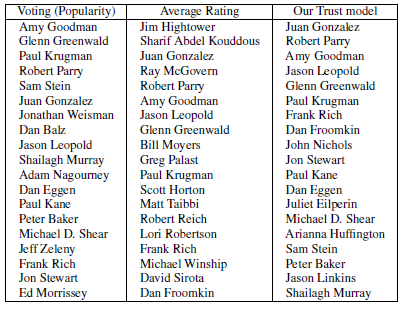 Voting (Popularity) Average Rating Our Trust model
Amy Goodman Jim Hightower Juan Gonzalez
Glenn Greenwald Sharif Abdel Kouddous Robert Parry
Paul Krugman Juan Gonzalez Amy Goodman
Robert Parry Ray McGovern Jason Leopold
Sam Stein Robert Parry Glenn Greenwald
Juan Gonzalez Amy Goodman Paul Krugman
Jonathan Weisman Jason Leopold Frank Rich
Dan Balz Glenn Greenwald Dan Froomkin
Jason Leopold Bill Moyers John Nichols
Shailagh Murray Greg Palast Jon Stewart
Adam Nagourney Paul Krugman Paul Kane
Dan Eggen Scott Horton Dan Eggen
Paul Kane Matt Taibbi Juliet Eilperin
Peter Baker Robert Reich Michael D. Shear
Michael D. Shear Lori Robertson Arianna Huffington
Jeff Zeleny Frank Rich Sam Stein
Frank Rich Michael Winship Peter Baker
Jon Stewart David Sirota Jason Linkins
Ed Morrissey Dan Froomkin Shailagh Murray